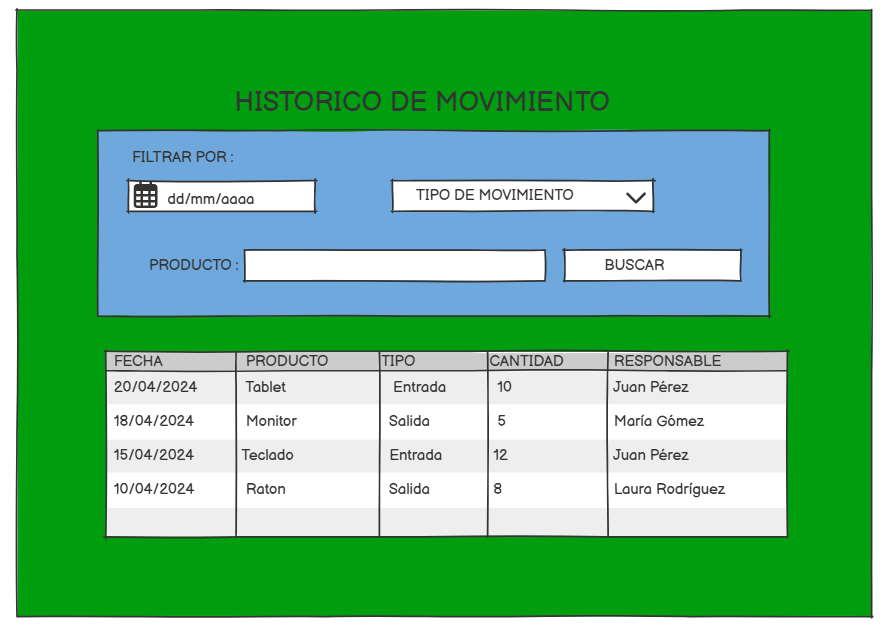 HISTORICO DE MOVIMIENTO
FILTRAR POR :
dd/mm/aaaa TIPO DE MOVIMIENTO
PRODUCTO : BUSCAR
FECHA PRODUCTO TIPO CANTIDAD RESPONSABLE
20/04/2024 Tablet Entrada 10 Juan Pérez
18/04/2024 Monitor Salida 5 María Gómez
15/04/2024 Teclado Entrada 12 Juan Pérez
10/04/2024 Raton Salida 8 Laura Rodríguez